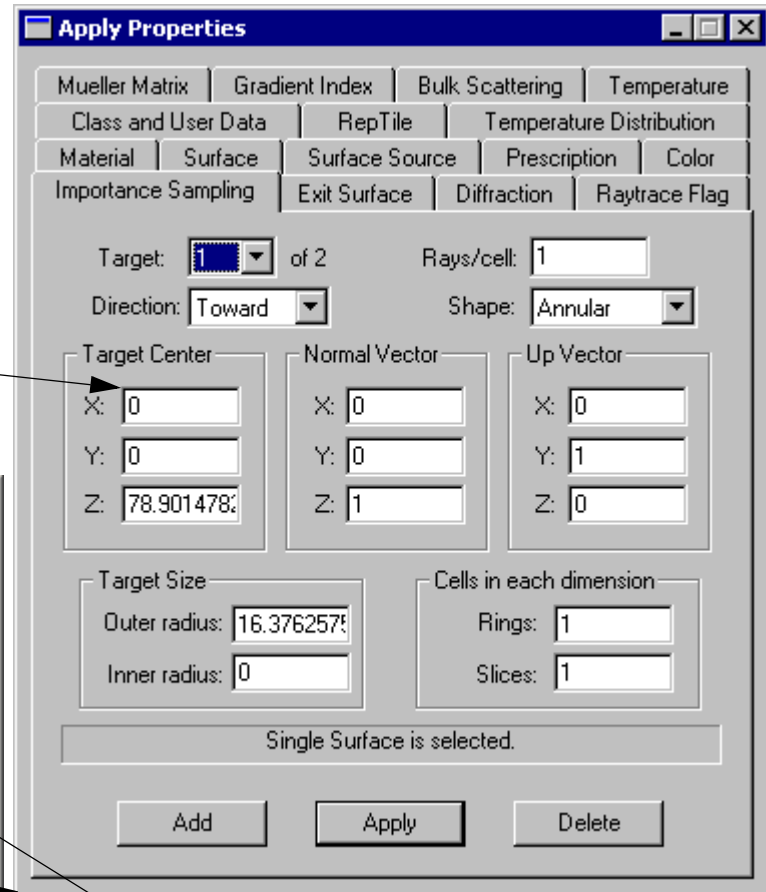 Apply Properties
Mueller Matrix Gradient Index Bulk Scattering Temperature
Class and User Data RepTile Temperature Distribution
Material Surface Surface Source Prescription Color
Importance Sampling Exit Surface Diffraction Raytrace Flag
Target: 1 of 2 Rays/cell: 1
Direction: Toward Shape: Annular
Target Center Normal Vector Up Vector
X: 0 X: 0 X: 0
Y: 0 Y: 0 Y: 1
Z: 78.9014782 Z: 1 Z: 0
Target Size Cells in each dimension
Outer radius: 16.3762575 Rings: 1
Inner radius: 0 Slices: 1
Single Surface is selected.
Add Apply Delete